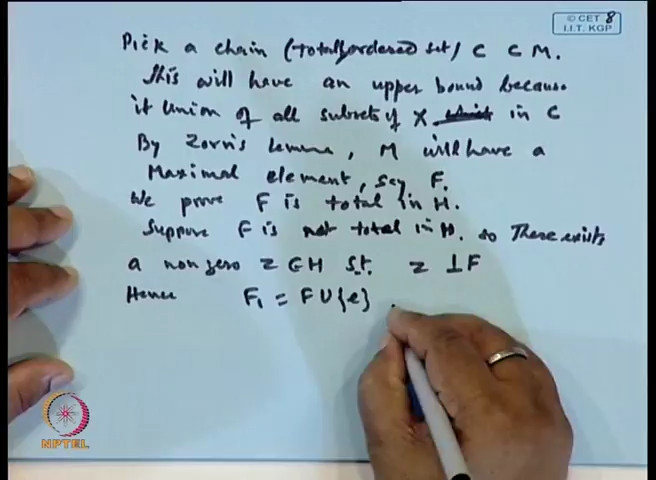 © CET 8
I.I.T. KGP
Pick a chain (totally ordered set) C ⊂ M.
This will have an upper bound because
it union of all subsets of X in C
By Zorn's lemma, M will have a
Maximal element, say F.
We prove F is total in H.
Suppose F is not total in H. so There exists
a nonzero z ∈ H s.t. z ⊥ F
Hence F₁ = F ∪ {e}
NPTEL